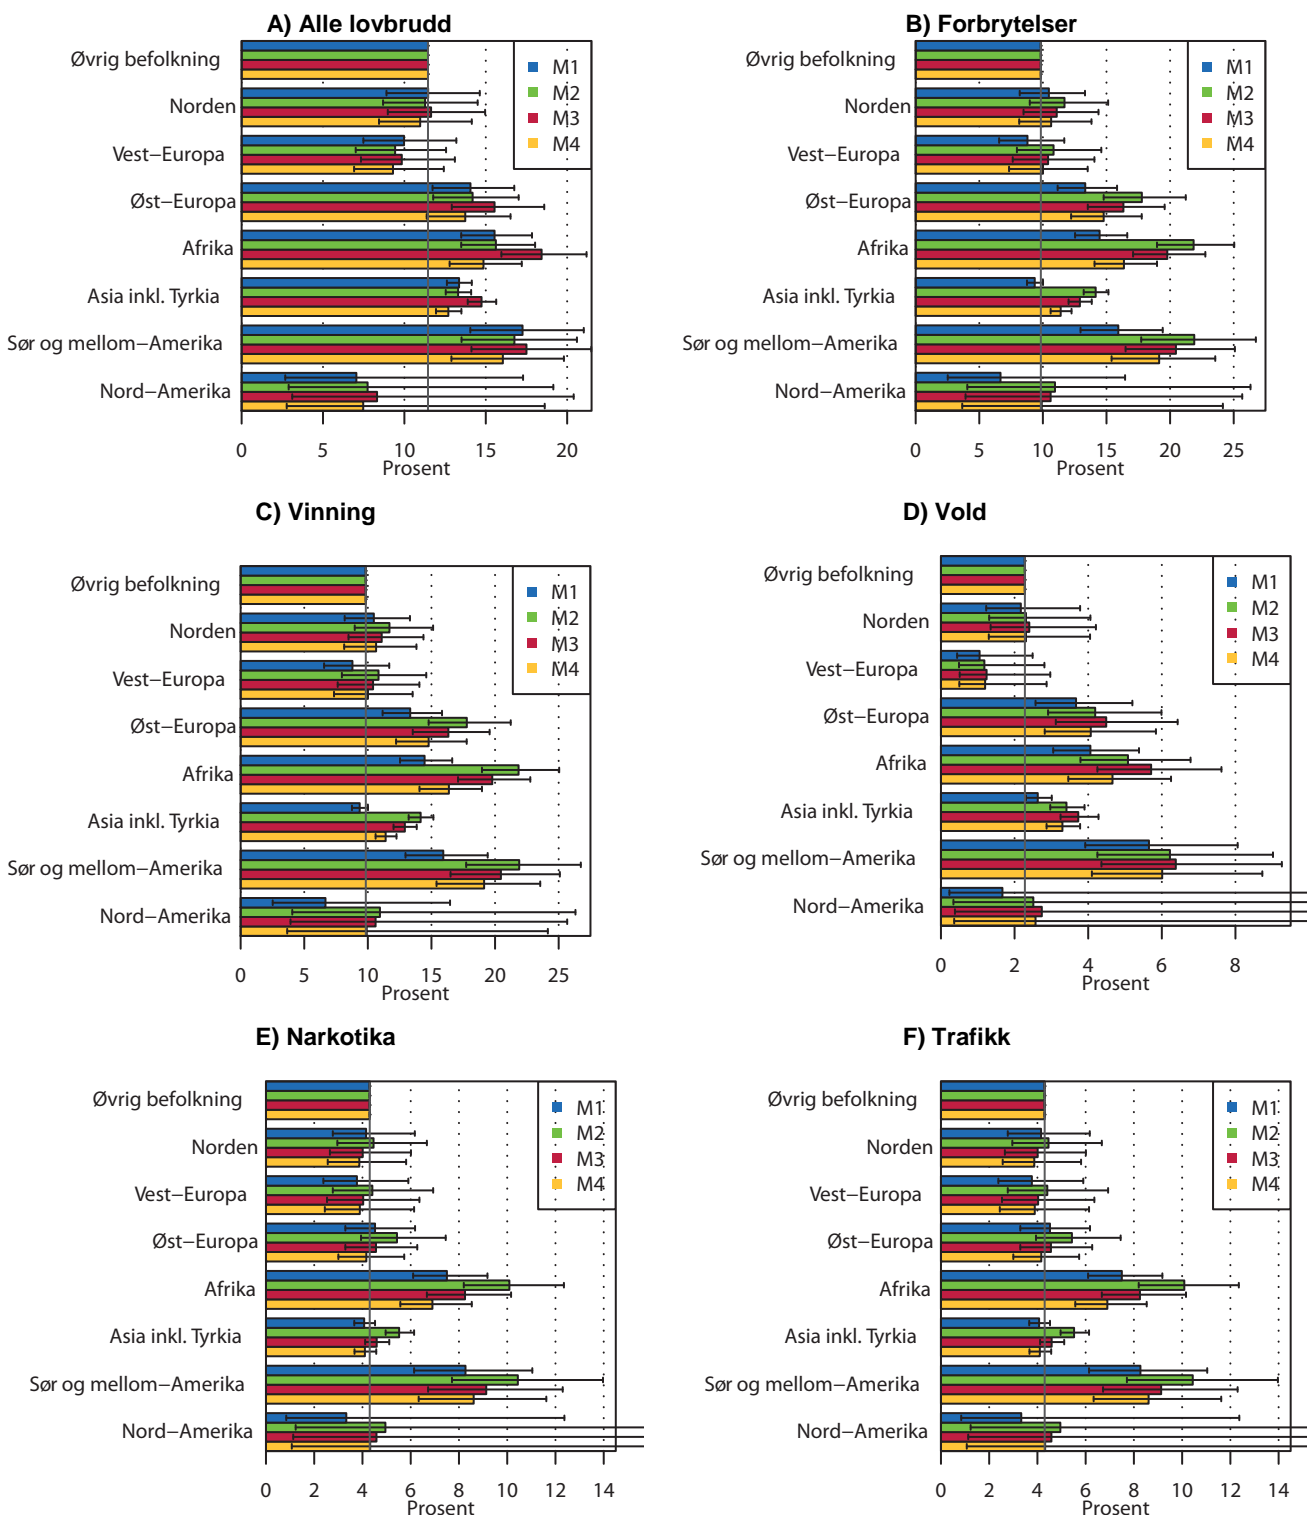 A) Alle lovbrudd
Øvrig befolkning
Norden
Vest–Europa
Øst–Europa
Afrika
Asia inkl. Tyrkia
Sør og mellom–Amerika
Nord–Amerika
M1
M2
M3
M4
0 5 10 15 20
Prosent
B) Forbrytelser
Øvrig befolkning
Norden
Vest–Europa
Øst–Europa
Afrika
Asia inkl. Tyrkia
Sør og mellom–Amerika
Nord–Amerika
M1
M2
M3
M4
0 5 10 15 20 25
Prosent
C) Vinning
Øvrig befolkning
Norden
Vest–Europa
Øst–Europa
Afrika
Asia inkl. Tyrkia
Sør og mellom–Amerika
Nord–Amerika
M1
M2
M3
M4
0 5 10 15 20 25
Prosent
D) Vold
Øvrig befolkning
Norden
Vest–Europa
Øst–Europa
Afrika
Asia inkl. Tyrkia
Sør og mellom–Amerika
Nord–Amerika
M1
M2
M3
M4
0 2 4 6 8
Prosent
E) Narkotika
Øvrig befolkning
Norden
Vest–Europa
Øst–Europa
Afrika
Asia inkl. Tyrkia
Sør og mellom–Amerika
Nord–Amerika
M1
M2
M3
M4
0 2 4 6 8 10 12 14
Prosent
F) Trafikk
Øvrig befolkning
Norden
Vest–Europa
Øst–Europa
Afrika
Asia inkl. Tyrkia
Sør og mellom–Amerika
Nord–Amerika
M1
M2
M3
M4
0 2 4 6 8 10 12 14
Prosent